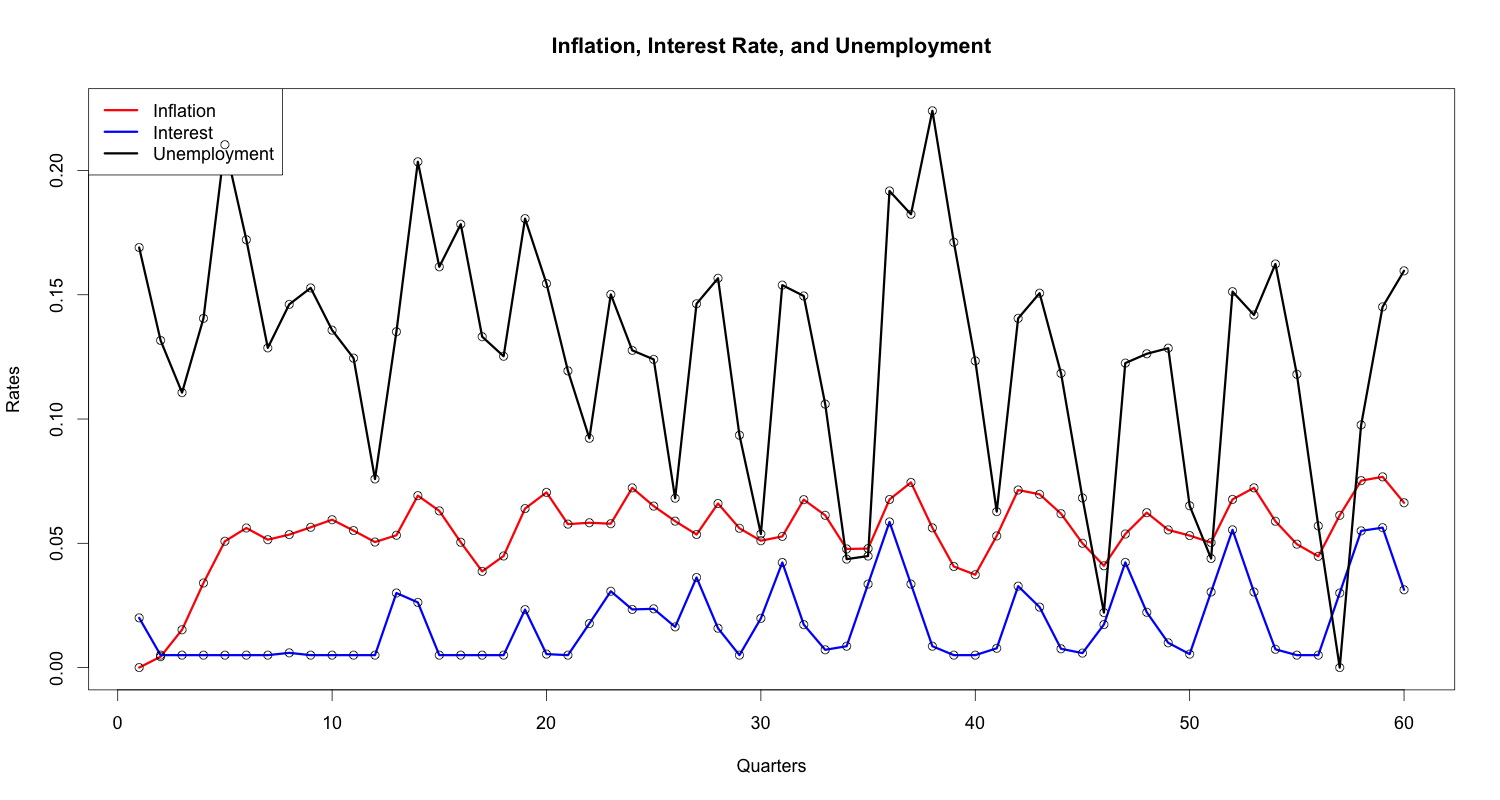 Inflation, Interest Rate, and Unemployment
Inflation
Interest
Unemployment
Rates
0.20
0.15
0.10
0.05
0.00
0 10 20 30 40 50 60
Quarters